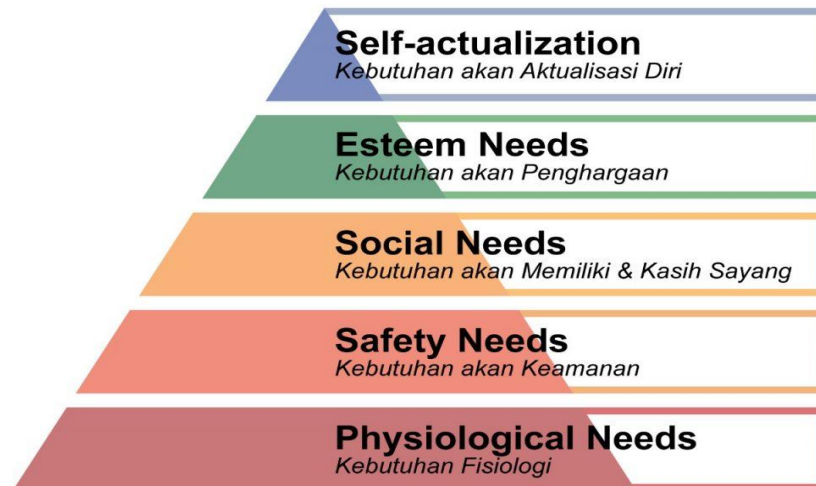 Self-actualization
Kebutuhan akan Aktualisasi Diri
Esteem Needs
Kebutuhan akan Penghargaan
Social Needs
Kebutuhan akan Memiliki & Kasih Sayang
Safety Needs
Kebutuhan akan Keamanan
Physiological Needs
Kebutuhan Fisiologi